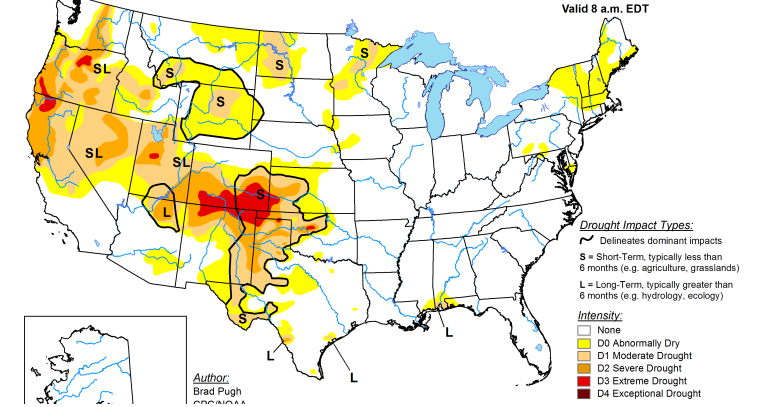 Valid 8 a.m. EDT
S
SL
S
S
S
SL
SL
S
L
S
L
L
L
Drought Impact Types:
Delineates dominant impacts
S = Short-Term, typically less than
6 months (e.g. agriculture, grasslands)
L = Long-Term, typically greater than
6 months (e.g. hydrology, ecology)
Intensity:
None
D0 Abnormally Dry
D1 Moderate Drought
D2 Severe Drought
D3 Extreme Drought
D4 Exceptional Drought
Author:
Brad Pugh
CPC/NOAA